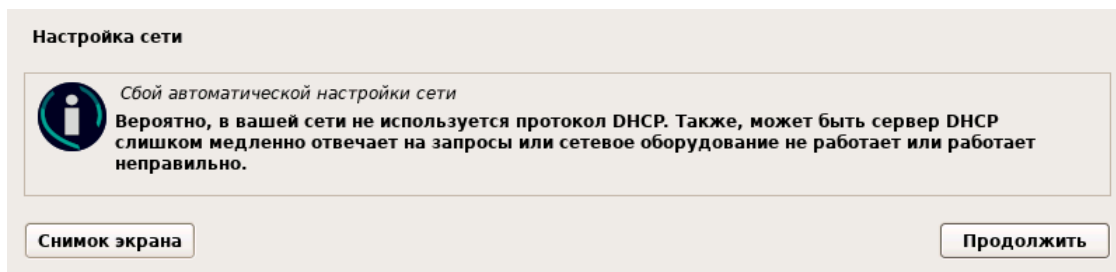 Настройка сети
Сбой автоматической настройки сети
Вероятно, в вашей сети не используется протокол DHCP. Также, может быть сервер DHCP
слишком медленно отвечает на запросы или сетевое оборудование не работает или работает
неправильно.
Снимок экрана
Продолжить